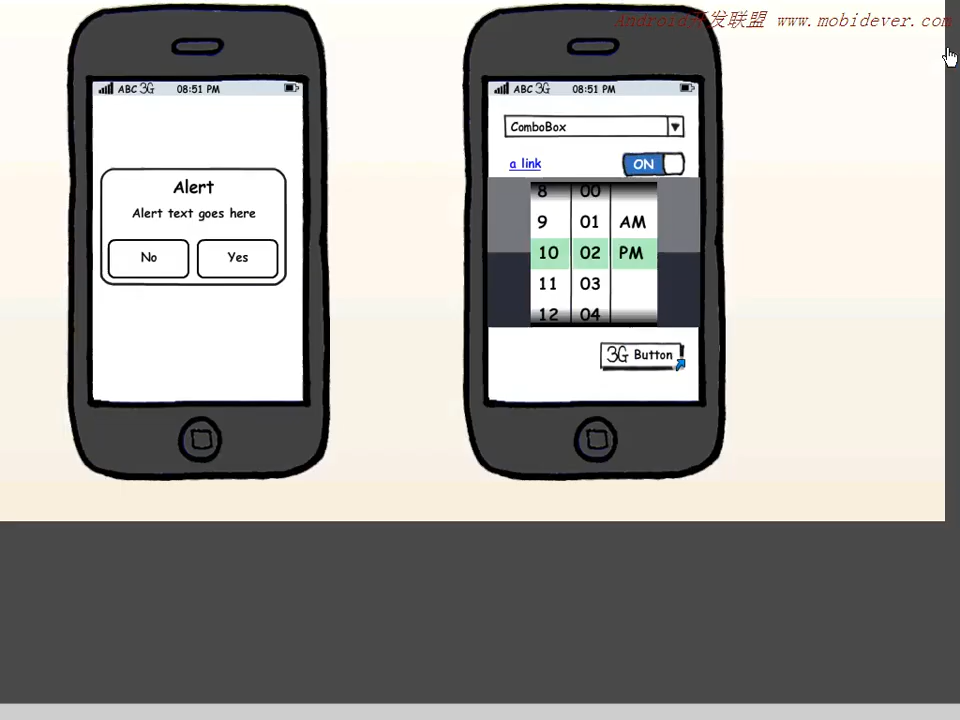 Android开发联盟 www.mobidever.com
ABC 3G 08:51 PM
Alert
Alert text goes here
No Yes
ABC 3G 08:51 PM
ComboBox
a link ON
8 00
9 01 AM
10 02 PM
11 03
12 04
3G Button